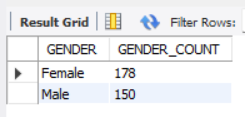 Result Grid Filter Rows:
GENDER GENDER_COUNT
Female 178
Male 150